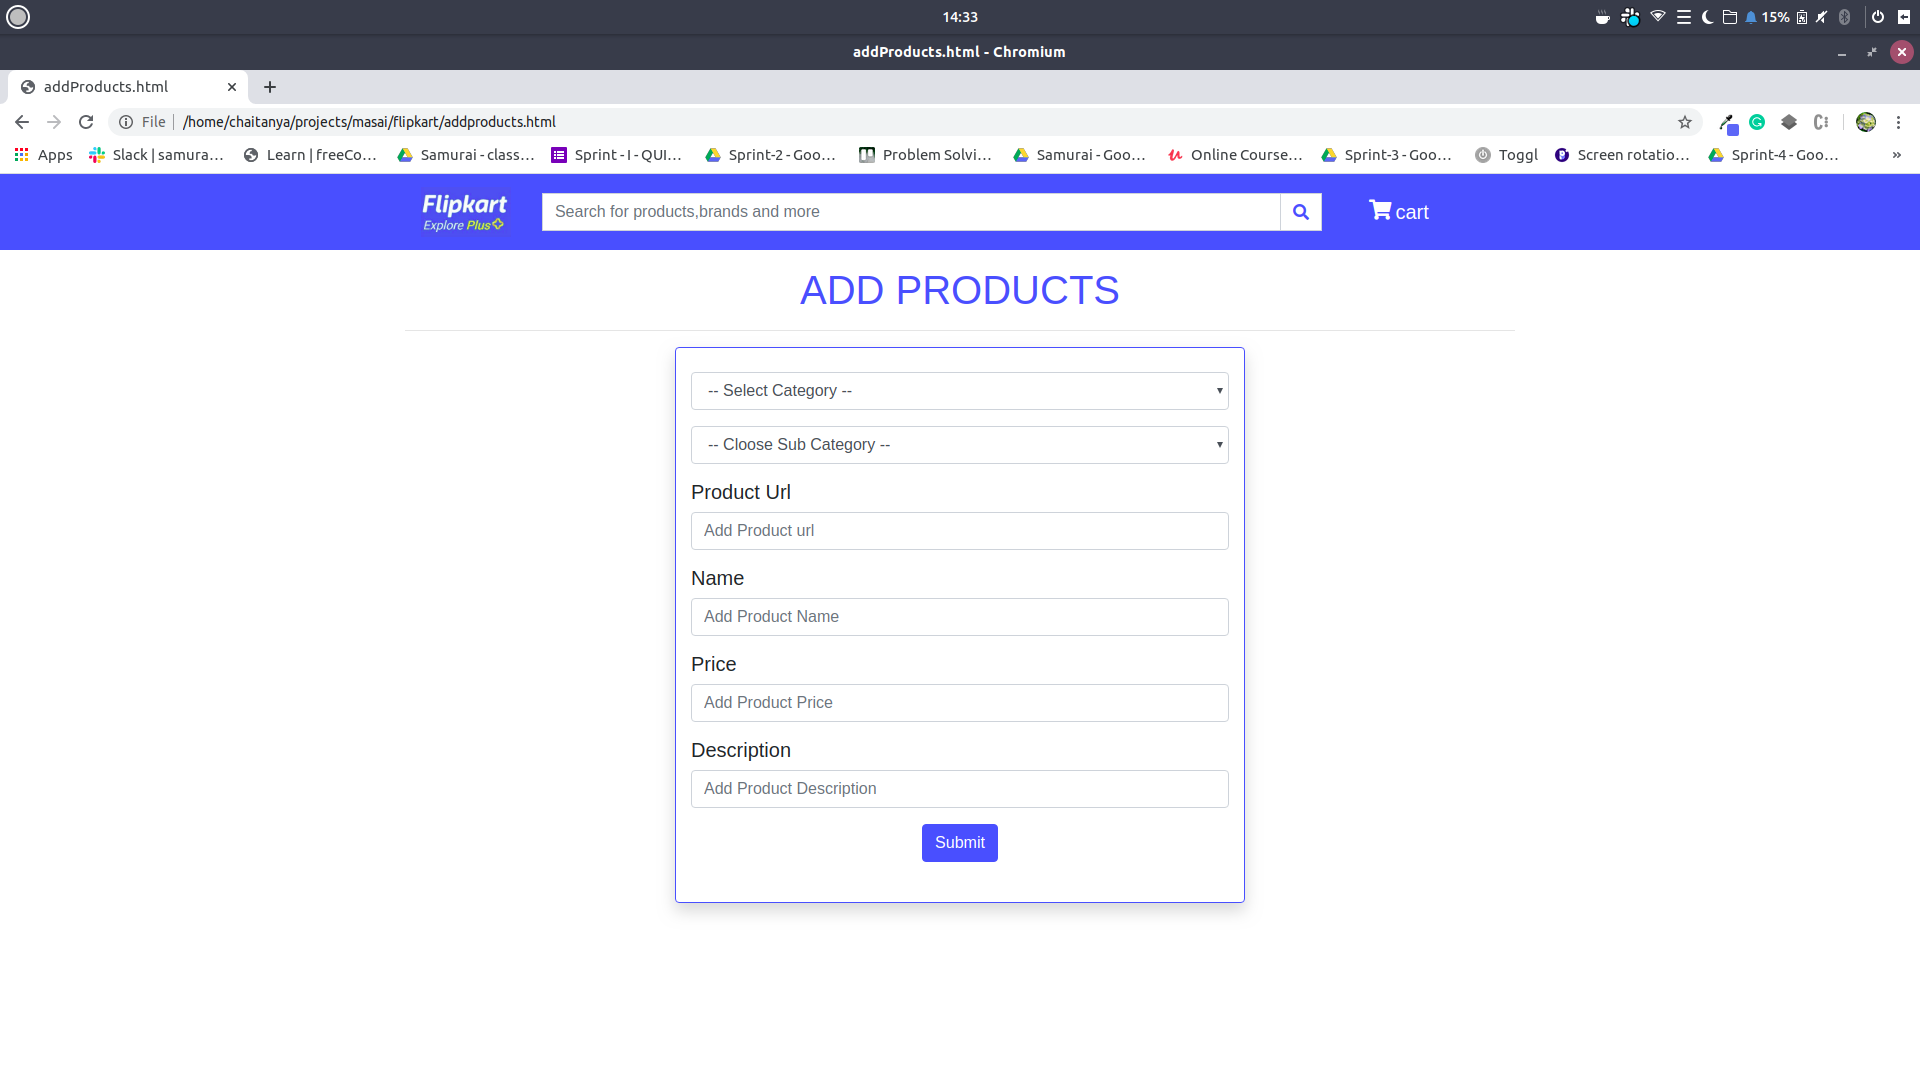 14:33
15%
addProducts.html - Chromium
addProducts.html
File /home/chaitanya/projects/masai/flipkart/addproducts.html
Apps Slack | samura… Learn | freeCo… Samurai - class… Sprint - I - QUI… Sprint-2 - Goo… Problem Solvi… Samurai - Goo… Online Course… Sprint-3 - Goo… Toggl Screen rotatio… Sprint-4 - Goo… »
Flipkart
Explore Plus
Search for products,brands and more
cart
ADD PRODUCTS
-- Select Category --
-- Cloose Sub Category --
Product Url
Add Product url
Name
Add Product Name
Price
Add Product Price
Description
Add Product Description
Submit